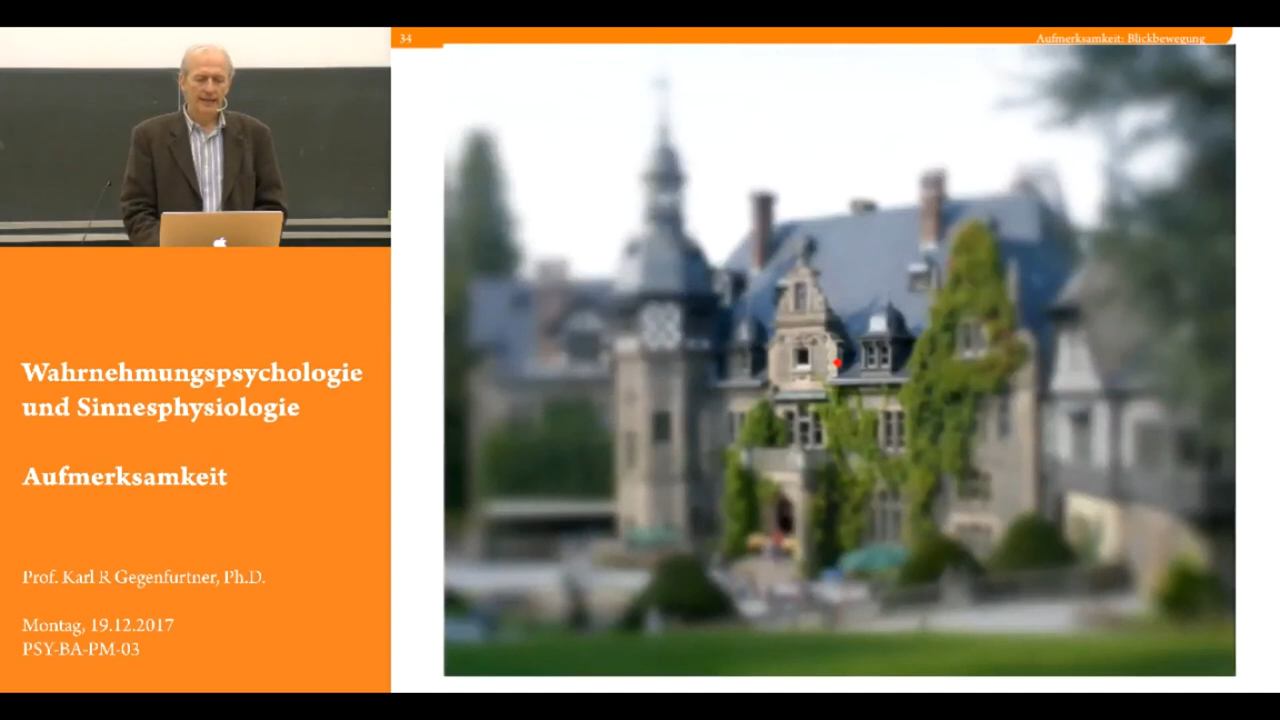 34
Aufmerksamkeit: Blickbewegung
Wahrnehmungspsychologie
und Sinnesphysiologie
Aufmerksamkeit
Prof. Karl R Gegenfurtner, Ph.D.
Montag, 19.12.2017
PSY-BA-PM-03